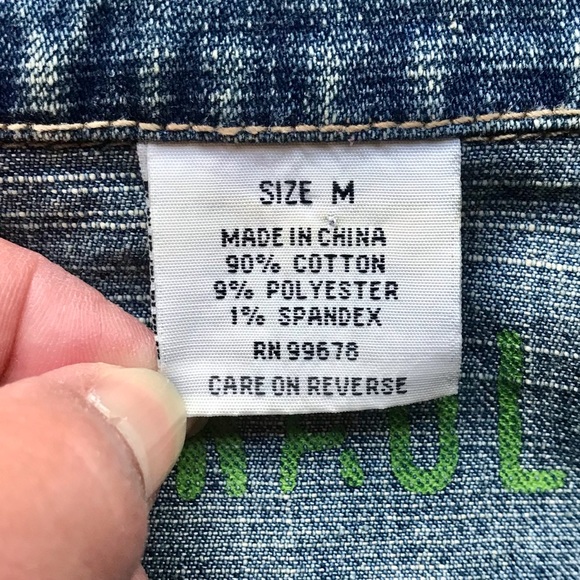 SIZE M
MADE IN CHINA
90% COTTON
9% POLYESTER
1% SPANDEX
RN 99678
CARE ON REVERSE